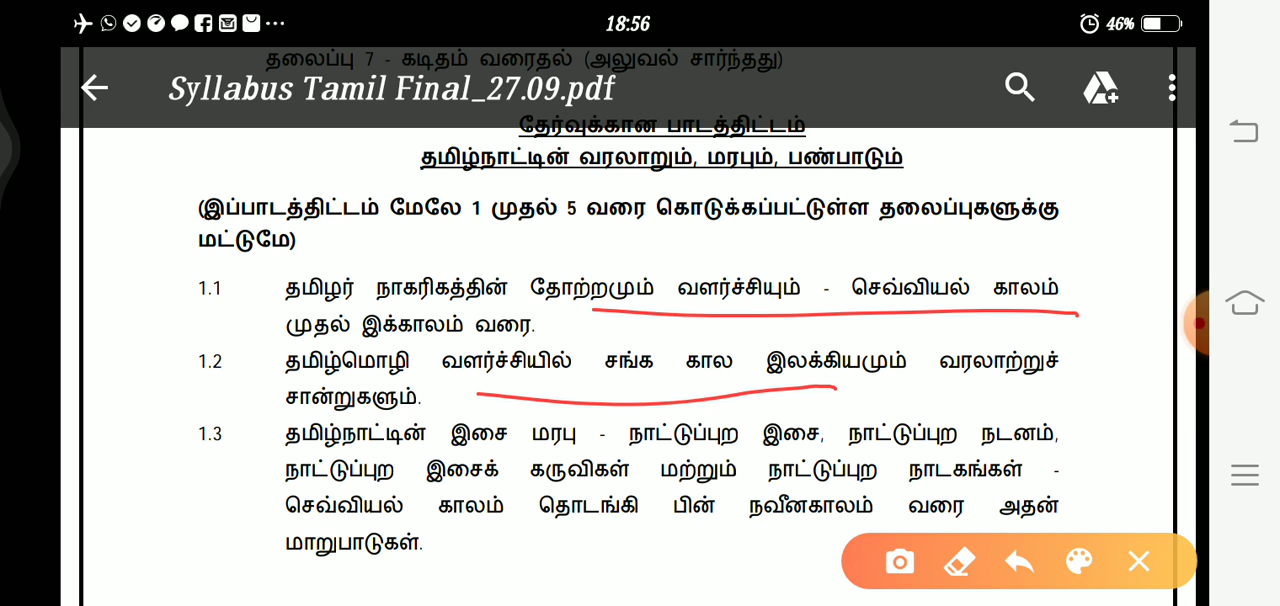 18:56
46%
தலைப்பு 7 - கடிதம் வரைதல் (அலுவல் சார்ந்தது)
Syllabus Tamil Final_27.09.pdf
தேர்வுக்கான பாடத்திட்டம்
தமிழ்நாட்டின் வரலாறும், மரபும், பண்பாடும்
(இப்பாடத்திட்டம் மேலே 1 முதல் 5 வரை கொடுக்கப்பட்டுள்ள தலைப்புகளுக்கு
மட்டுமே)
1.1 தமிழர் நாகரிகத்தின் தோற்றமும் வளர்ச்சியும் - செவ்வியல் காலம்
முதல் இக்காலம் வரை.
1.2 தமிழ்மொழி வளர்ச்சியில் சங்க கால இலக்கியமும் வரலாற்றுச்
சான்றுகளும்.
1.3 தமிழ்நாட்டின் இசை மரபு - நாட்டுப்புற இசை, நாட்டுப்புற நடனம்,
நாட்டுப்புற இசைக் கருவிகள் மற்றும் நாட்டுப்புற நாடகங்கள் -
செவ்வியல் காலம் தொடங்கி பின் நவீனகாலம் வரை அதன்
மாறுபாடுகள்.